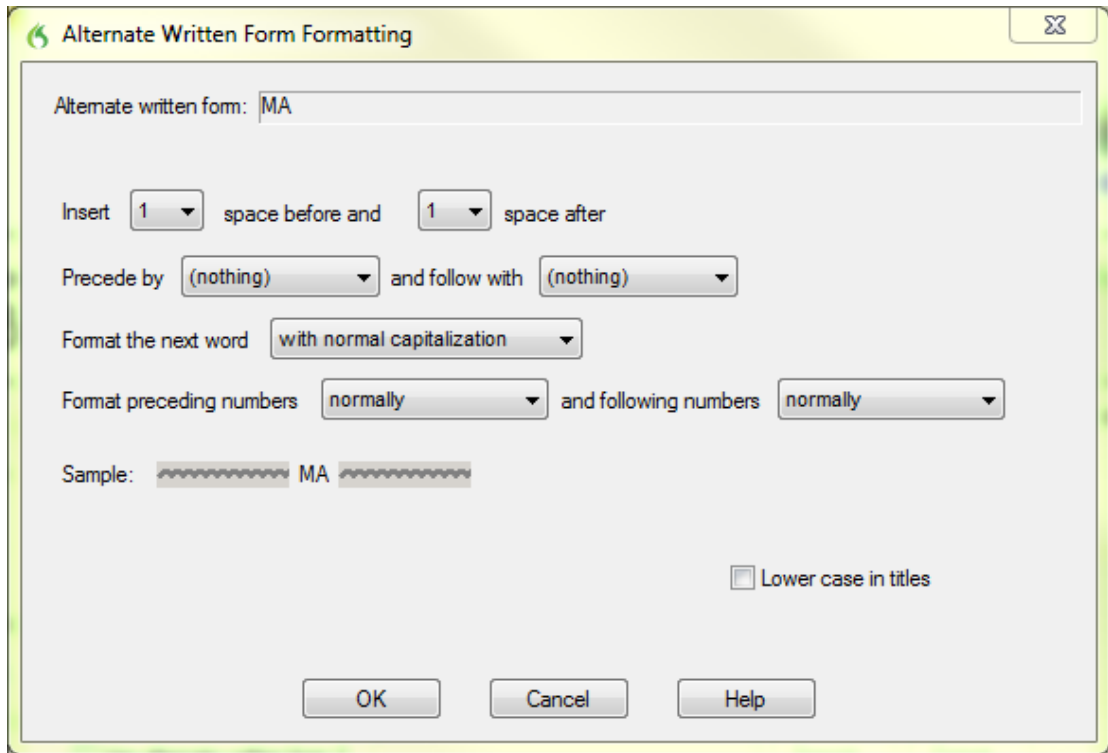 Alternate Written Form Formatting
Alternate written form: MA
Insert 1 space before and 1 space after
Precede by (nothing) and follow with (nothing)
Format the next word with normal capitalization
Format preceding numbers normally and following numbers normally
Sample: MA
Lower case in titles
OK Cancel Help